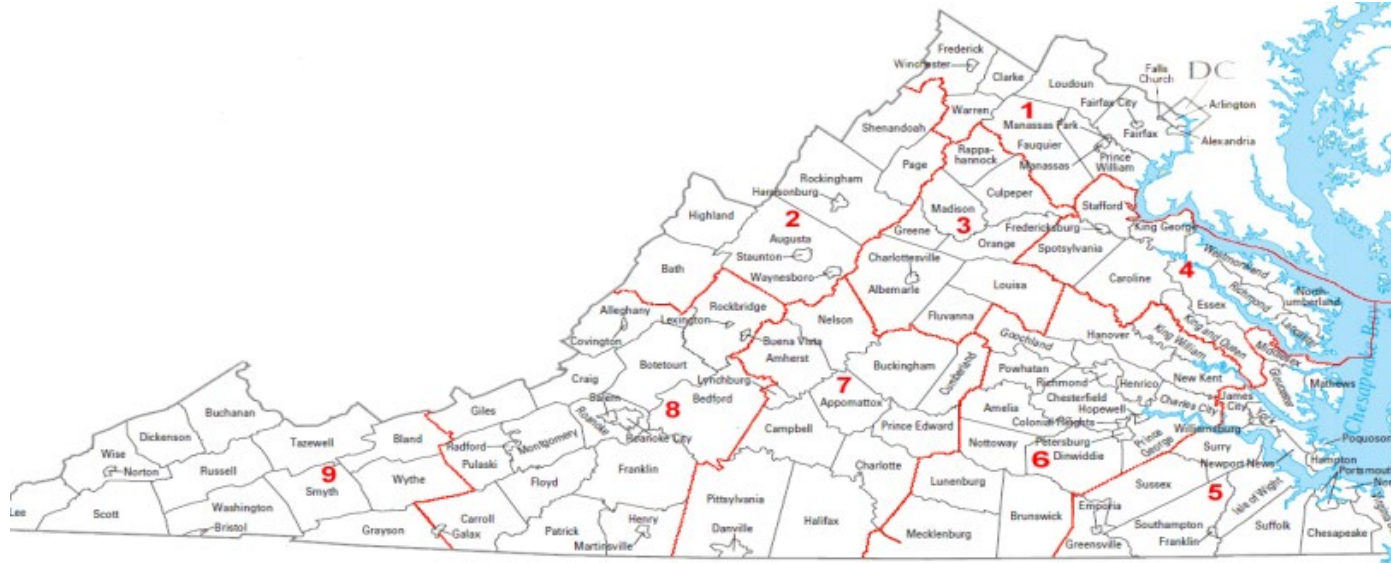 Frederick
Winchester
Clarke
Loudoun
Falls
Church
DC
Arlington
Fairfax City
Fairfax
Alexandria
Warren
1
Manassas Park
Shenandoah
Fauquier
Manassas
Prince
William
Page
Rappa-
hannock
Rockingham
Harrisonburg
Culpeper
Stafford
Highland
2
Madison
3
Fredericksburg
King George
Augusta
Greene
Orange
Spotsylvania
Staunton
Charlottesville
Westmoreland
4
Bath
Waynesboro
Albemarle
Caroline
Richmond
North-
umberland
Louisa
Essex
Lancaster
Chesapeake Bay
Alleghany
Rockbridge
Lexington
Nelson
Fluvanna
Goochland
Hanover
King and Queen
King William
Middlesex
Covington
Buena Vista
Amherst
Buckingham
Cumberland
Powhatan
Gloucester
Mathews
Botetourt
Lynchburg
Richmond
Henrico
New Kent
Craig
Bedford
7
Chesterfield
James
City
Salem
8
Appomattox
Amelia
Hopewell
Charles City
York
Giles
Roanoke
Roanoke City
Colonial Heights
Williamsburg
Buchanan
Campbell
Prince Edward
Petersburg
Prince
George
Poquoson
Dickenson
Tazewell
Bland
Radford
Montgomery
Nottoway
Dinwiddie
6
Surry
Wise
Norton
Pulaski
Charlotte
Newport News
Hampton
Russell
9
Smyth
Wythe
Franklin
Floyd
Lunenburg
Sussex
5
Isle of Wight
Portsmouth
Lee
Scott
Washington
Bristol
Grayson
Carroll
Galax
Patrick
Henry
Martinsville
Pittsylvania
Danville
Halifax
Mecklenburg
Brunswick
Emporia
Greensville
Southampton
Franklin
Suffolk
Chesapeake